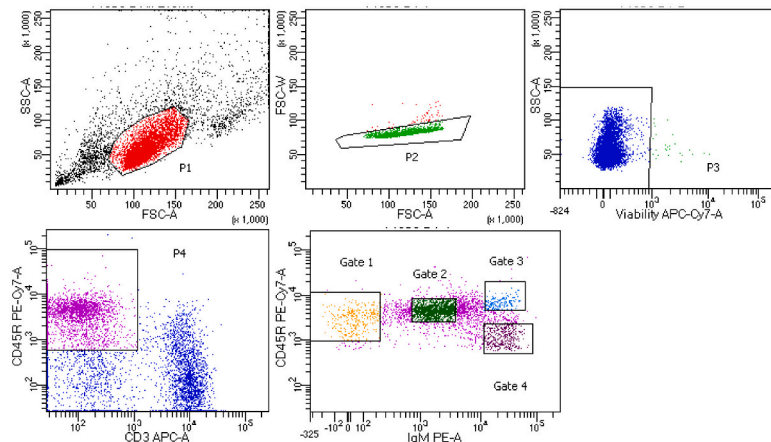 (x 1,000)
SSC-A
250
200
150
100
50
P1
50 100 150 200 250
FSC-A
(x 1,000)
(x 1,000)
FSC-W
250
200
150
100
50
P2
50 100 150 200 250
FSC-A
(x 1,000)
(x 1,000)
SSC-A
250
200
150
100
50
P3
-824
0 10³ 10⁴ 10⁵
Viability APC-Cy7-A
CD45R PE-Cy7-A
10⁵
10⁴
10³
10²
P4
10² 10³ 10⁴ 10⁵
CD3 APC-A
CD45R PE-Cy7-A
10⁵
10⁴
10³
10²
Gate 1
Gate 2
Gate 3
Gate 4
-325
-10² 0 10² 10³ 10⁴ 10⁵
IgM PE-A